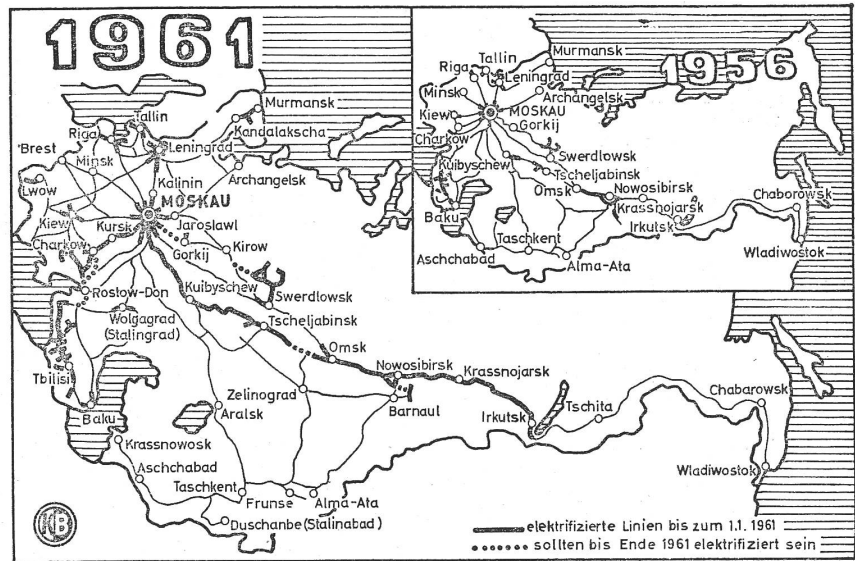 1961
Murmansk
Tallin
Riga
Kandalakscha
Brest
Leningrad
Minsk
Archangelsk
Lwow
Kalinin
MOSKAU
Kiew
Kursk
Jaroslawl
Charkow
Gorkij
Kirow
Rostow-Don
Kuibyschew
Swerdlowsk
Wolgagrad
(Stalingrad)
Tscheljabinsk
Omsk
Tbilisi
Nowosibirsk
Krassnojarsk
Zelinograd
Baku
Aralsk
Barnaul
Irkutsk
Tschita
Chabarowsk
Krassnowosk
Aschchabad
Wladiwostok
Taschkent
Frunse
Alma-Ata
Duschanbe (Stalinabad)
KB
elektrifizierte Linien bis zum 1.1. 1961
sollten bis Ende 1961 elektrifiziert sein
1956
Murmansk
Tallin
Riga
Leningrad
Minsk
Archangelsk
MOSKAU
Kiew
Gorkij
Charkow
Swerdlowsk
Kuibyschew
Tscheljabinsk
Omsk
Nowosibirsk
Krassnojarsk
Chaborowsk
Baku
Irkutsk
Taschkent
Aschchabad
Alma-Ata
Wladiwostok